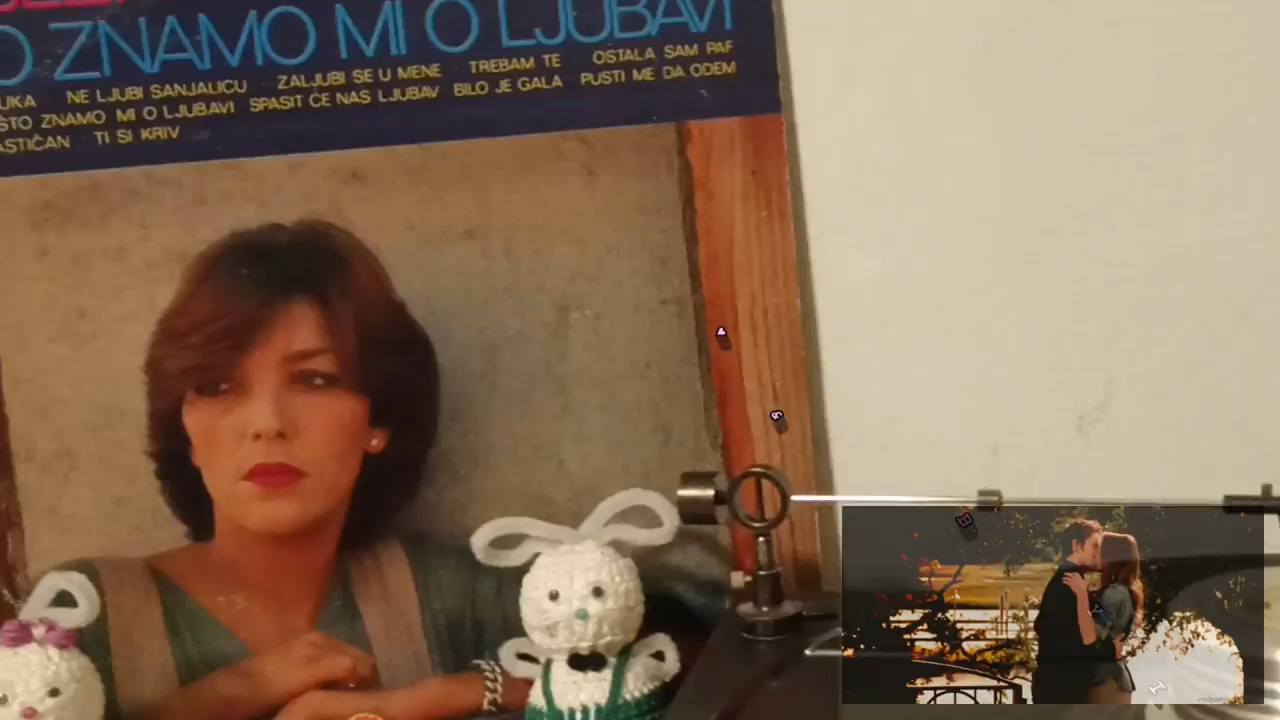 O ZNAMO MI O LJUBAVI
UKA NE LJUBI SANJALICU ZALJUBI SE U MENE TREBAM TE OSTALA SAM PAF
ŠTO ZNAMO MI O LJUBAVI SPASIT ĆE NAS LJUBAV BILO JE GALA PUSTI ME DA ODEM
ASTIČAN TI SI KRIV